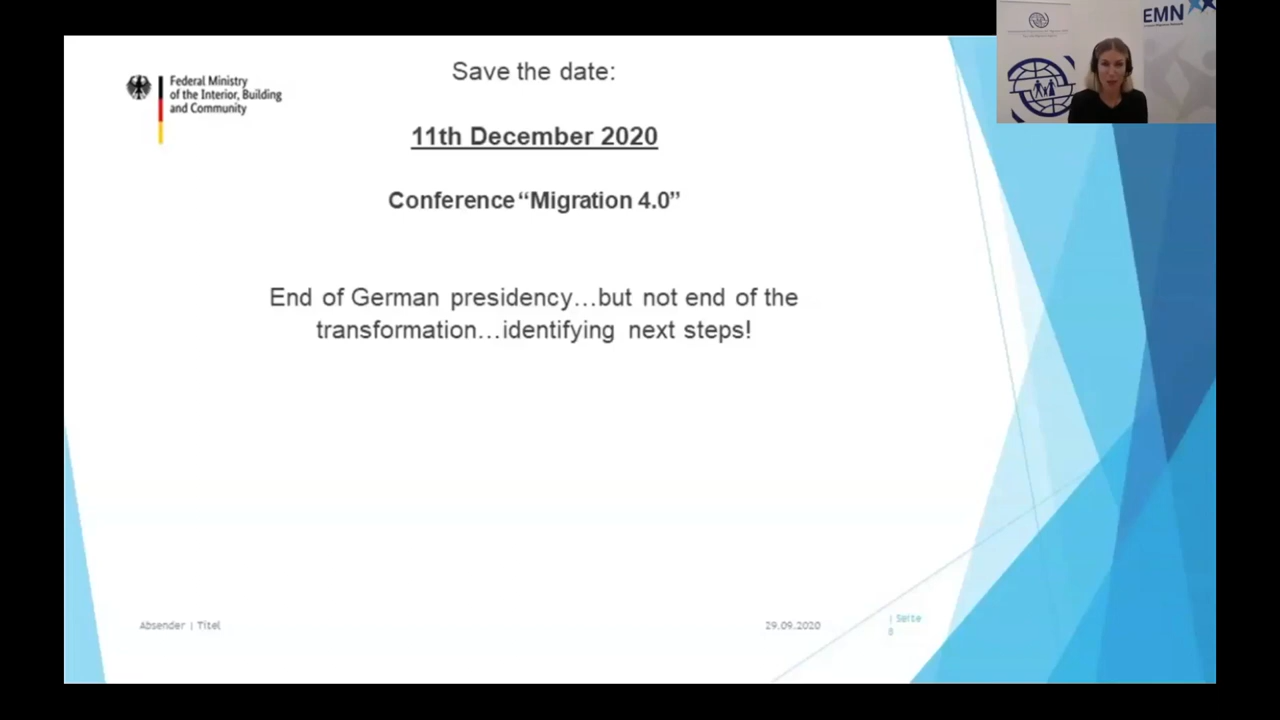 Federal Ministry
of the Interior, Building
and Community
Save the date:
11th December 2020
Conference “Migration 4.0”
End of German presidency…but not end of the
transformation…identifying next steps!
Absender | Titel
29.09.2020
| Seite
8
EMN